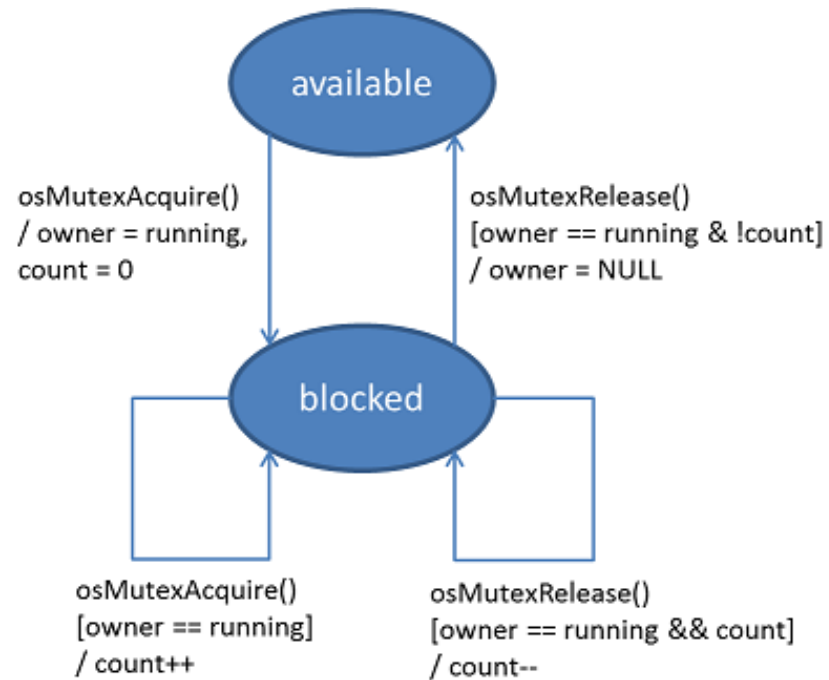 available
osMutexAcquire()
/ owner = running,
count = 0
osMutexRelease()
[owner == running & !count]
/ owner = NULL
blocked
osMutexAcquire()
[owner == running]
/ count++
osMutexRelease()
[owner == running && count]
/ count--